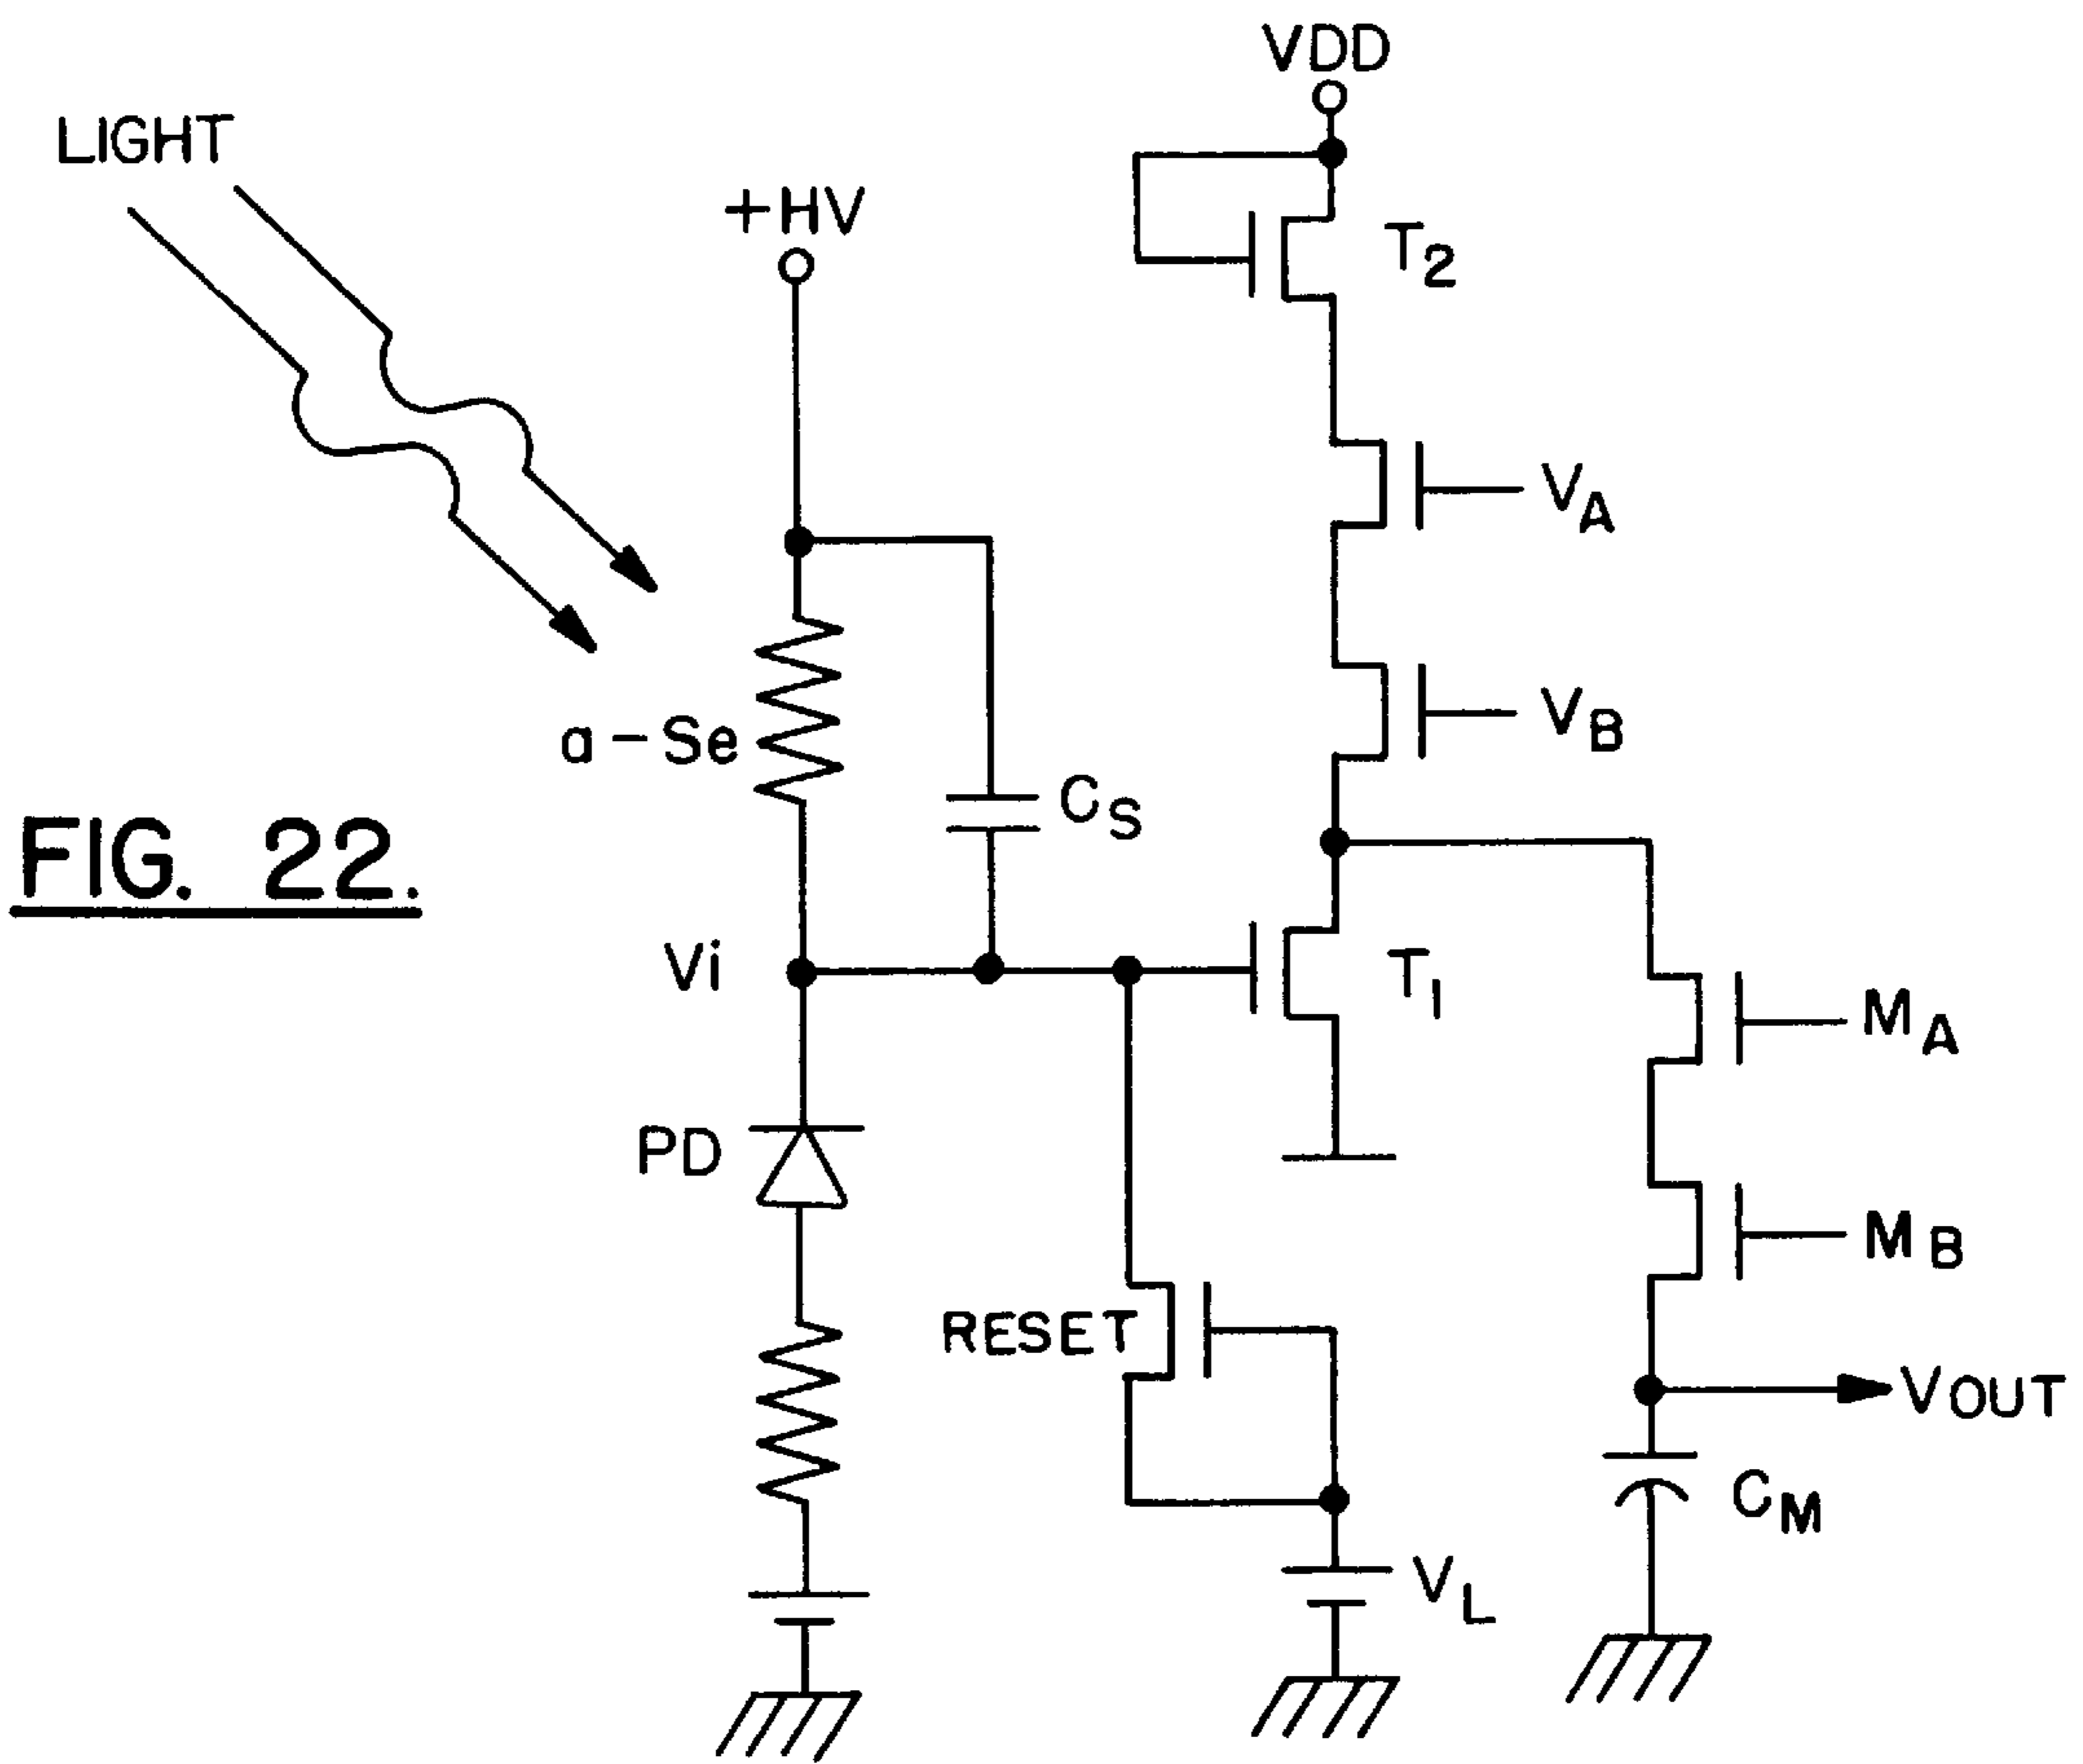 VDD
LIGHT
+HV
T2
VA
a-Se
VB
CS
FIG. 22.
Vi
T1
MA
PD
MB
RESET
VOUT
CM
VL